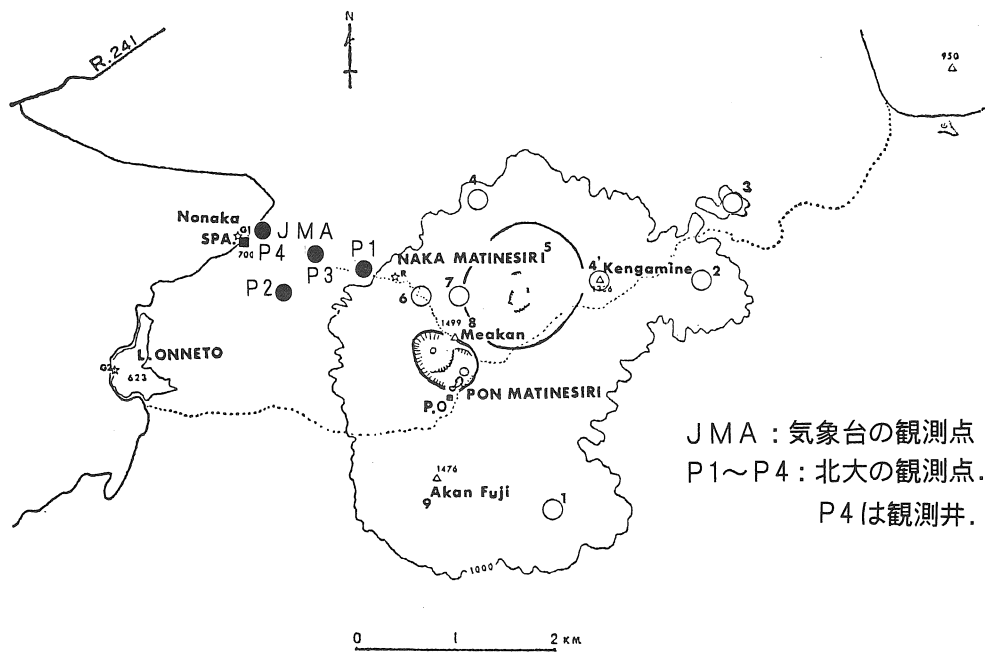 N
R.241
950
4
3
Nonaka
SPA.
G1
700
JMA
P4
P3
P1
P2
R
NAKA MATINESIRI
5
4'
Kengamine
1326
2
6
7
8
1499
Meakan
L.ONNETO
G2
623
PON MATINESIRI
P.O
1476
Akan Fuji
9
1
1000
0 1 2 KM
JMA：気象台の観測点
P1～P4：北大の観測点.
P4は観測井.